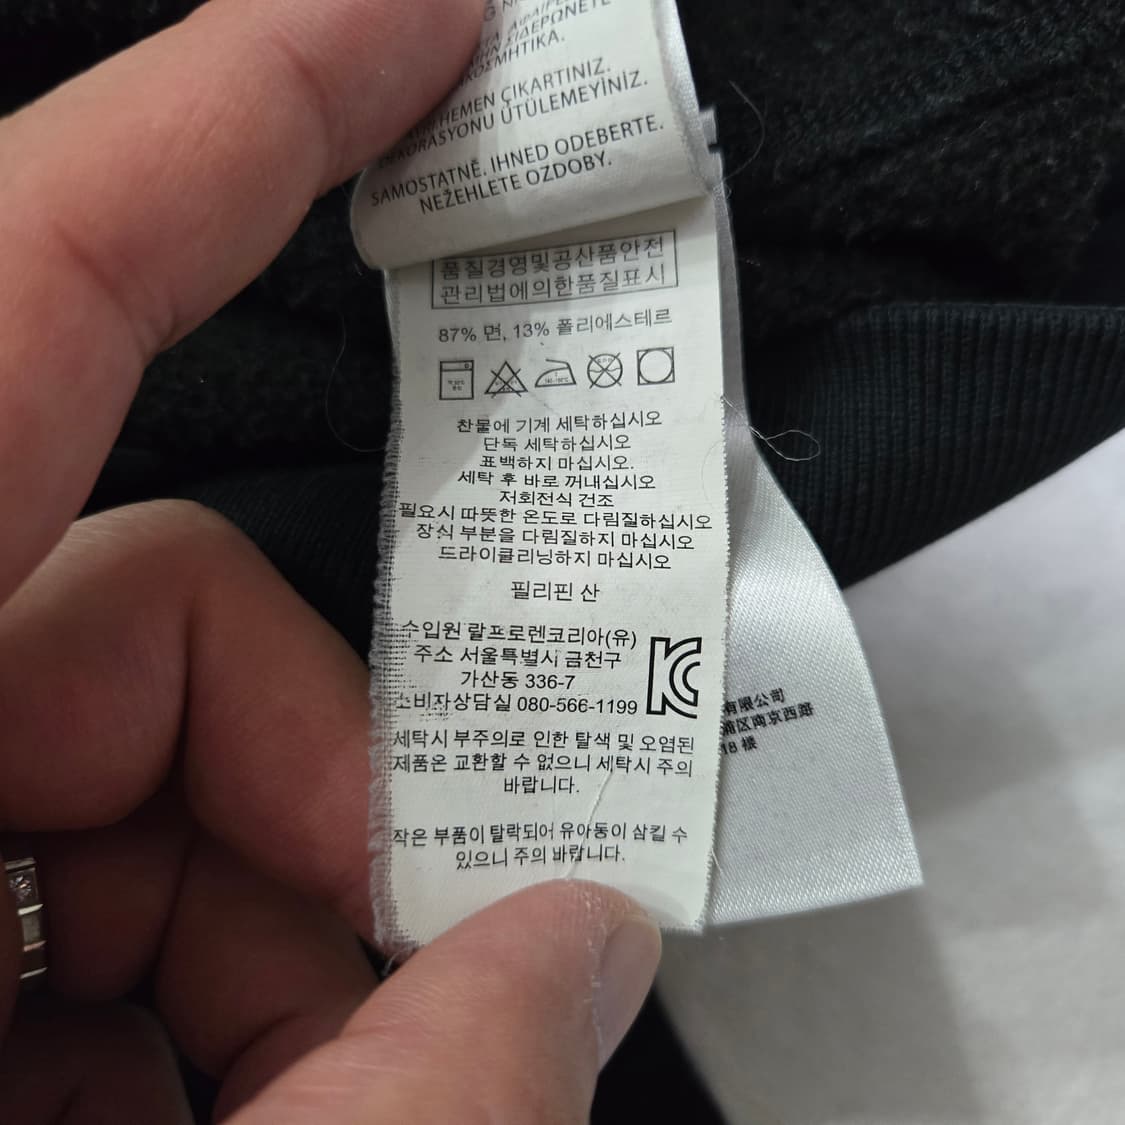 ΣΙΔΕΡΩΝΕΤΕ
ÇIKARTINIZ.
ÜTÜLEMEYİNİZ.
SAMOSTATNĚ. IHNED ODEBERTE.
NEŽEHLETE OZDOBY.
품질경영및공산품안전
관리법에의한품질표시
87% 면, 13% 폴리에스테르
찬물에 기계 세탁하십시오
단독 세탁하십시오
표백하지 마십시오.
세탁 후 바로 꺼내십시오
저회전식 건조
필요시 따뜻한 온도로 다림질하십시오
장식 부분을 다림질하지 마십시오
드라이클리닝하지 마십시오
필리핀 산
수입원 랄프로렌코리아(유)
주소 서울특별시 금천구
가산동 336-7
소비자상담실 080-566-1199
세탁시 부주의로 인한 탈색 및 오염된
제품은 교환할 수 없으니 세탁시 주의
바랍니다.
작은 부품이 탈락되어 유아동이 삼킬 수
있으니 주의 바랍니다.
有限公司
浦区南京西路
18 楼